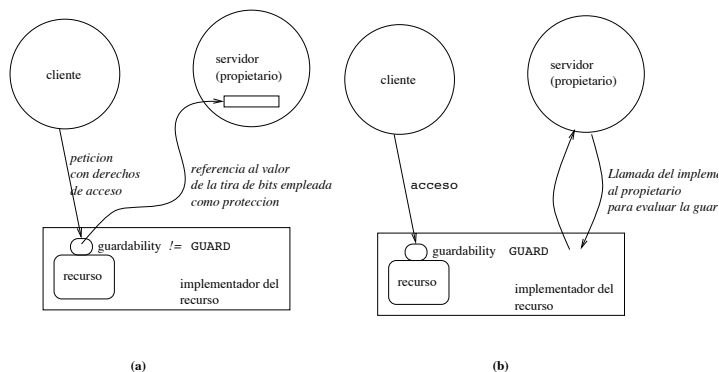 cliente
servidor
(propietario)
peticion
con derechos
de acceso
referencia al valor
de la tira de bits empleada
como proteccion
guardability != GUARD
recurso
implementador del
recurso
(a)
cliente
servidor
(propietario)
acceso
Llamada del impleme
al propietario
para evaluar la guar
guardability GUARD
recurso
implementador del
recurso
(b)